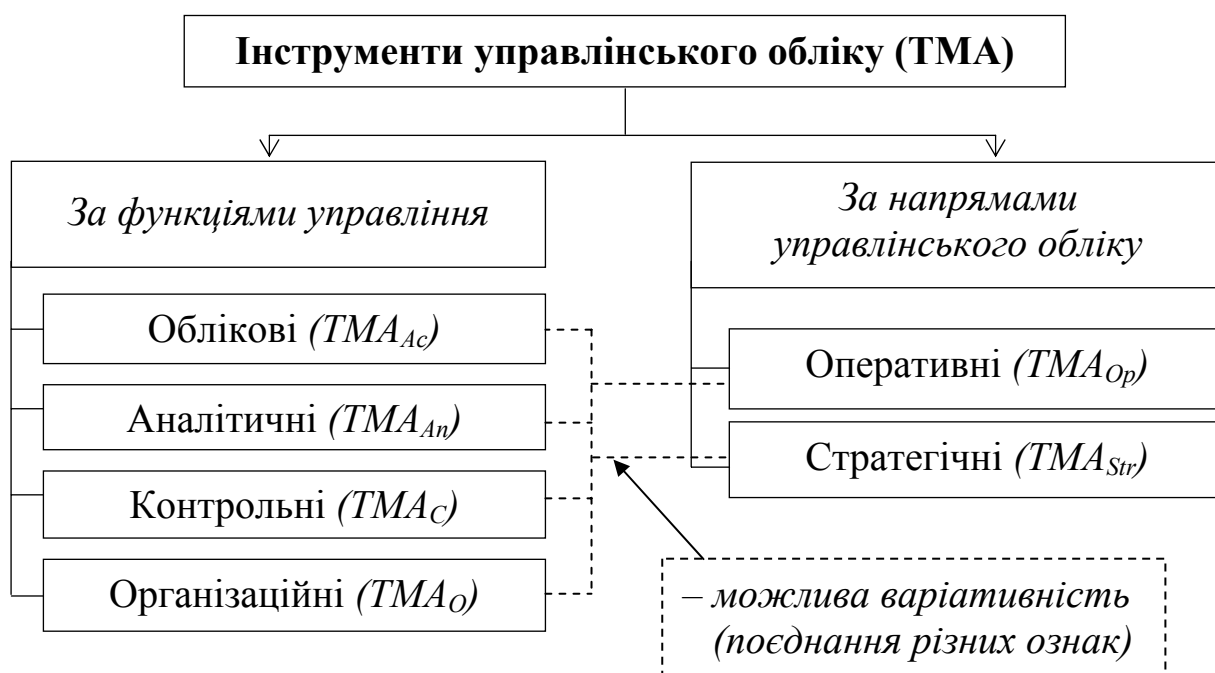 Інструменти управлінського обліку (ТМА)
За функціями управління
Облікові (TMA_Ac)
Аналітичні (TMA_An)
Контрольні (TMA_C)
Організаційні (TMA_O)
За напрямами
управлінського обліку
Оперативні (TMA_Op)
Стратегічні (TMA_Str)
– можлива варіативність
(поєднання різних ознак)